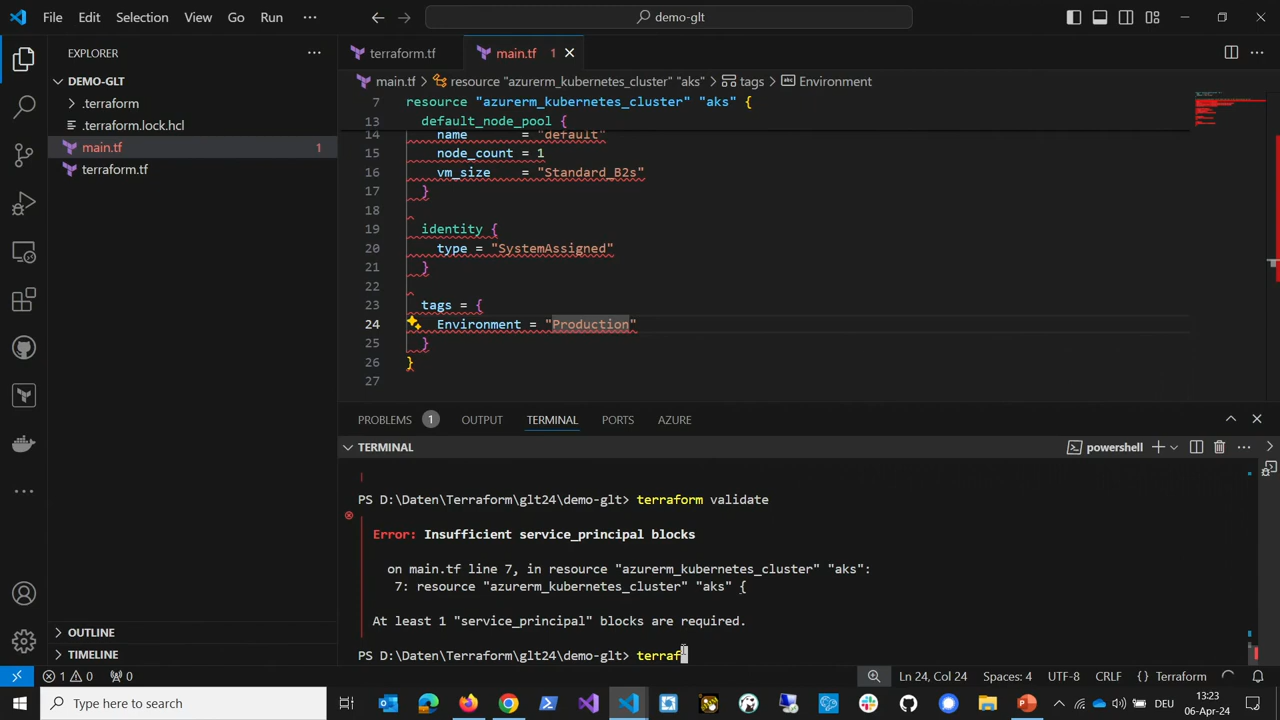 File Edit Selection View Go Run ···
demo-glt
EXPLORER ···
DEMO-GLT
.terraform
.terraform.lock.hcl
main.tf 1
terraform.tf
OUTLINE
TIMELINE
terraform.tf main.tf 1 ···
main.tf > resource "azurerm_kubernetes_cluster" "aks" > tags > Environment
7 resource "azurerm_kubernetes_cluster" "aks" {
13 default_node_pool {
14 name = "default"
15 node_count = 1
16 vm_size = "Standard_B2s"
17 }
18
19 identity {
20 type = "SystemAssigned"
21 }
22
23 tags = {
24 Environment = "Production"
25 }
26 }
27
PROBLEMS 1 OUTPUT TERMINAL PORTS AZURE
TERMINAL powershell ···
PS D:\Daten\Terraform\glt24\demo-glt> terraform validate
Error: Insufficient service_principal blocks
on main.tf line 7, in resource "azurerm_kubernetes_cluster" "aks":
7: resource "azurerm_kubernetes_cluster" "aks" {
At least 1 "service_principal" blocks are required.
PS D:\Daten\Terraform\glt24\demo-glt> terraf
1 0 0 Ln 24, Col 24 Spaces: 4 UTF-8 CRLF {} Terraform
Type here to search
DEU 13:23
06-Apr-24